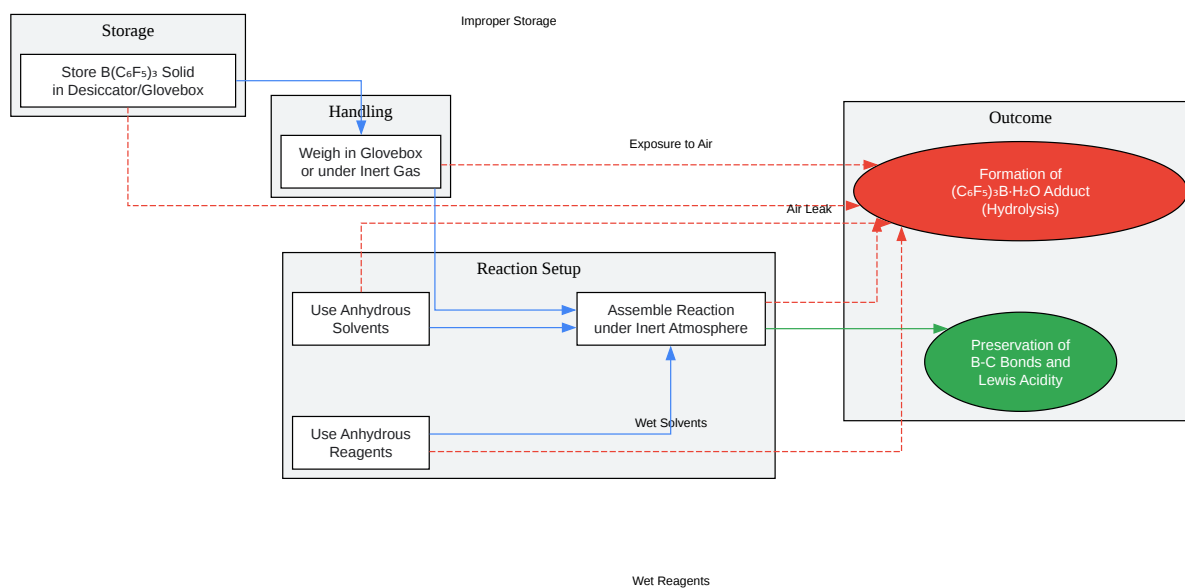 Improper Storage
Storage
Store B(C₆F₅)₃ Solid
in Desiccator/Glovebox
Handling
Weigh in Glovebox
or under Inert Gas
Exposure to Air
Outcome
Formation of
(C₆F₅)₃B·H₂O Adduct
(Hydrolysis)
Air Leak
Reaction Setup
Use Anhydrous
Solvents
Assemble Reaction
under Inert Atmosphere
Preservation of
B-C Bonds and
Lewis Acidity
Use Anhydrous
Reagents
Wet Solvents
Wet Reagents